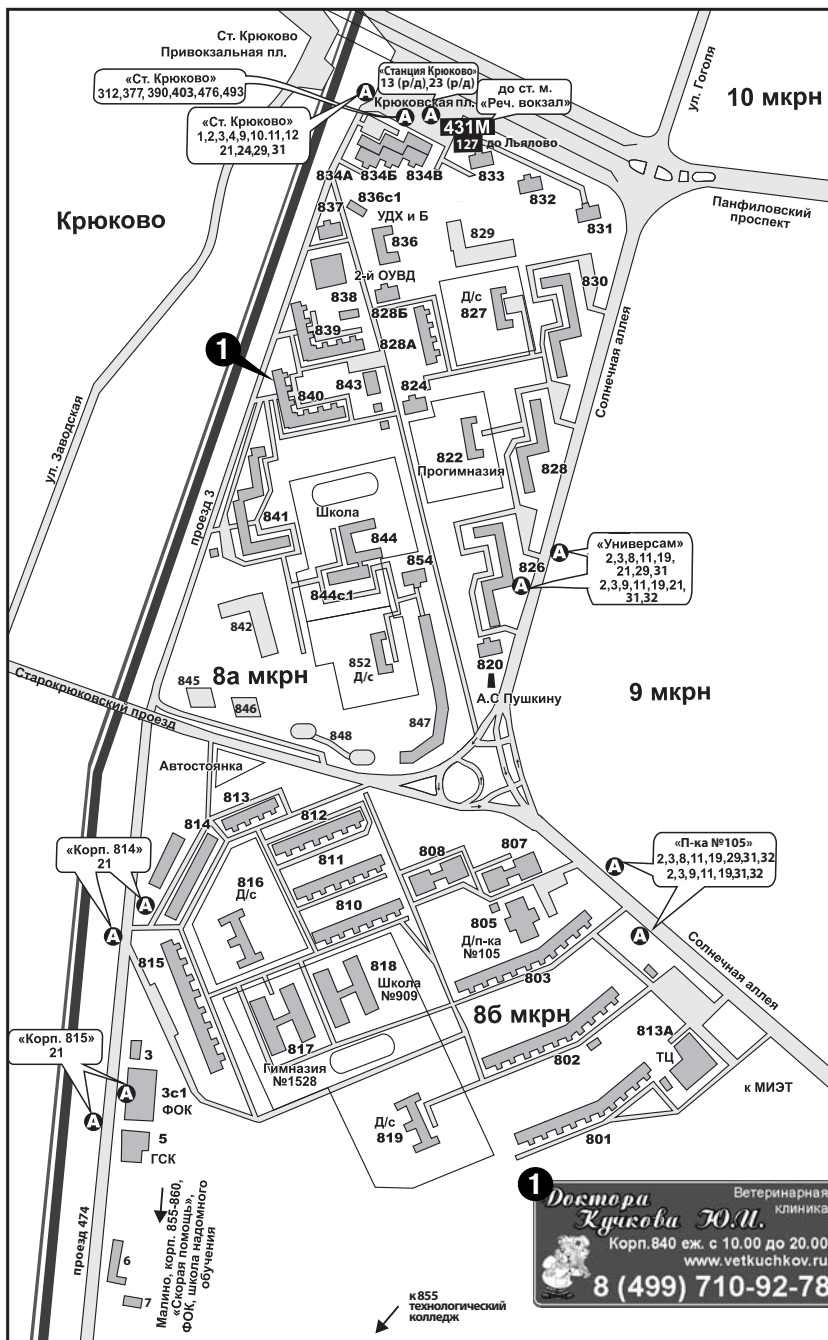 Ст. Крюково
Привокзальная пл.
«Ст. Крюково»
312,377, 390,403,476,493
«Станция Крюково»
13 (р/д),23 (р/д)
до ст. м.
«Реч. вокзал»
ул. Гоголя
10 мкрн
«Ст. Крюково»
1,2,3,4,9,10.11,12
21,24,29, 31
A
A
A
Крюковская пл.
431М
127
до Льялово
834А
834Б
834В
833
832
831
Панфиловский
проспект
Крюково
836с1
837
УДХ и Б
836
829
2-й ОУВД
830
838
828Б
Д/с
827
839
828А
1
843
824
840
Солнечная аллея
ул. Заводская
проезд 3
822
Прогимназия
828
841
Школа
844
854
844с1
826
A
A
«Универсам»
2,3,8,11,19,
21,29,31
2,3,9,11,19,21,
31,32
842
852
Д/с
820
А.С Пушкину
8а мкрн
845
846
847
848
9 мкрн
Старокрюковский проезд
Автостоянка
813
814
812
811
810
808
807
«П-ка №105»
2,3,8,11,19,29,31,32
2,3,9,11, 19,31,32
A
A
«Корп. 814»
21
A
A
816
Д/с
805
Д/п-ка
№105
803
Солнечная аллея
815
818
Школа
№909
8б мкрн
817
Гимназия
№1528
802
813А
ТЦ
«Корп. 815»
21
A
A
3
3с1
ФОК
5
ГСК
Д/с
819
801
к МИЭТ
проезд 474
6
7
Малино, корп. 855-860,
«Скорая помощь»,
ФОК, школа надомного
обучения
к 855
технологический
колледж
1
Доктора
Кучкова Ю.И.
Ветеринарная
клиника
Корп.840 еж. с 10.00 до 20.00
www.vetkuchkov.ru
8 (499) 710-92-78